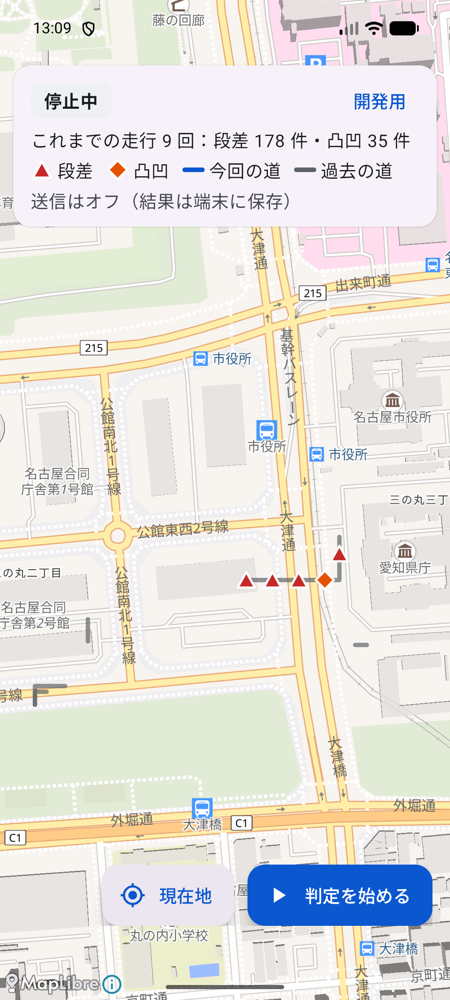 13:09
藤の回廊
停止中
開発用
これまでの走行 9 回：段差 178 件・凸凹 35 件
段差
凸凹
今回の道
過去の道
送信はオフ（結果は端末に保存）
大津通
出来町通
215
215
基幹バスレーン
市役所
市役所
市役所
名古屋市役所
公館南北1号線
名古屋合同
庁舎第1号館
三の丸三丁
公館東西2号線
大津通
愛知県庁
の丸二丁目
公館南北1号線
名古屋合同
庁舎第2号館
号線
大津橋
外堀通
外堀通
C1
大津橋
C1
現在地
判定を始める
丸の内小学校
大津橋
大津通
京町通
京町通
MapLibre